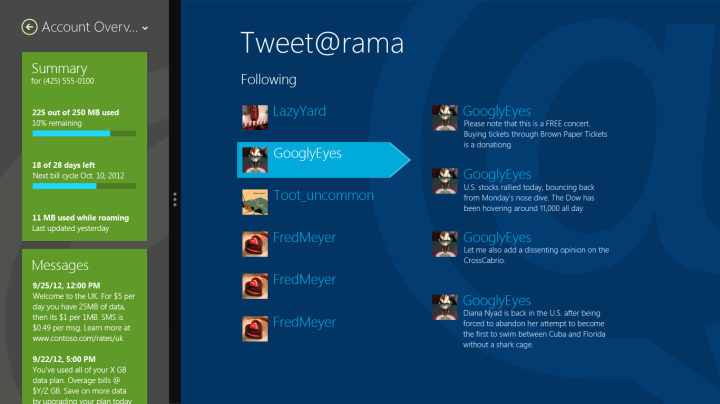 Account Overv...
Summary
for (425) 555-0100
225 out of 250 MB used
10% remaining
18 of 28 days left
Next bill cycle Oct. 10, 2012
11 MB used while roaming
Last updated yesterday
Messages
9/25/12, 12:00 PM
Welcome to the UK. For $5 per
day you have 25MB of data,
then its $1 per 1MB. SMS is
$0.49 per msg. Learn more at
www.contoso.com/rates/uk
9/22/12, 5:00 PM
You've used all of your X GB
data plan. Overage bills @
$Y/Z GB. Save on more data
by upgrading your plan today
Tweet@rama
Following
LazyYard
GooglyEyes
Toot_uncommon
FredMeyer
FredMeyer
FredMeyer
GooglyEyes
Please note that this is a FREE concert.
Buying tickets through Brown Paper Tickets
is a donationg.
GooglyEyes
U.S. stocks rallied today, bouncing back
from Monday's nose dive. The Dow has
been hovering around 11,000 all day.
GooglyEyes
Let me also add a dissenting opinion on the
CrossCabrio.
GooglyEyes
Diana Nyad is back in the U.S. after being
forced to abandon her attempt to become
the first to swim between Cuba and Florida
without a shark cage.